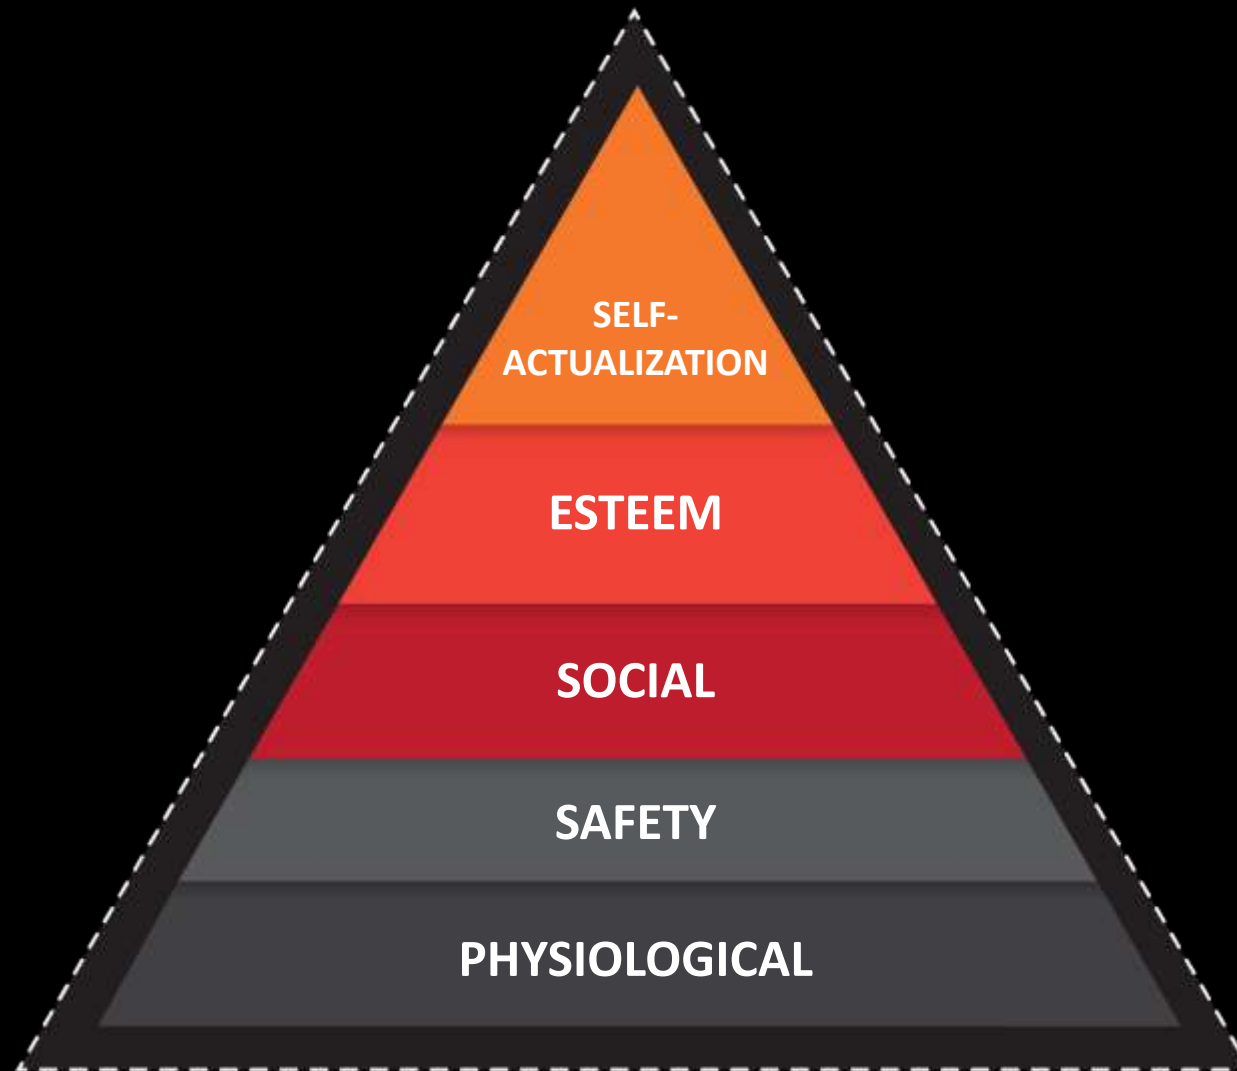 SELF-
ACTUALIZATION
ESTEEM
SOCIAL
SAFETY
PHYSIOLOGICAL